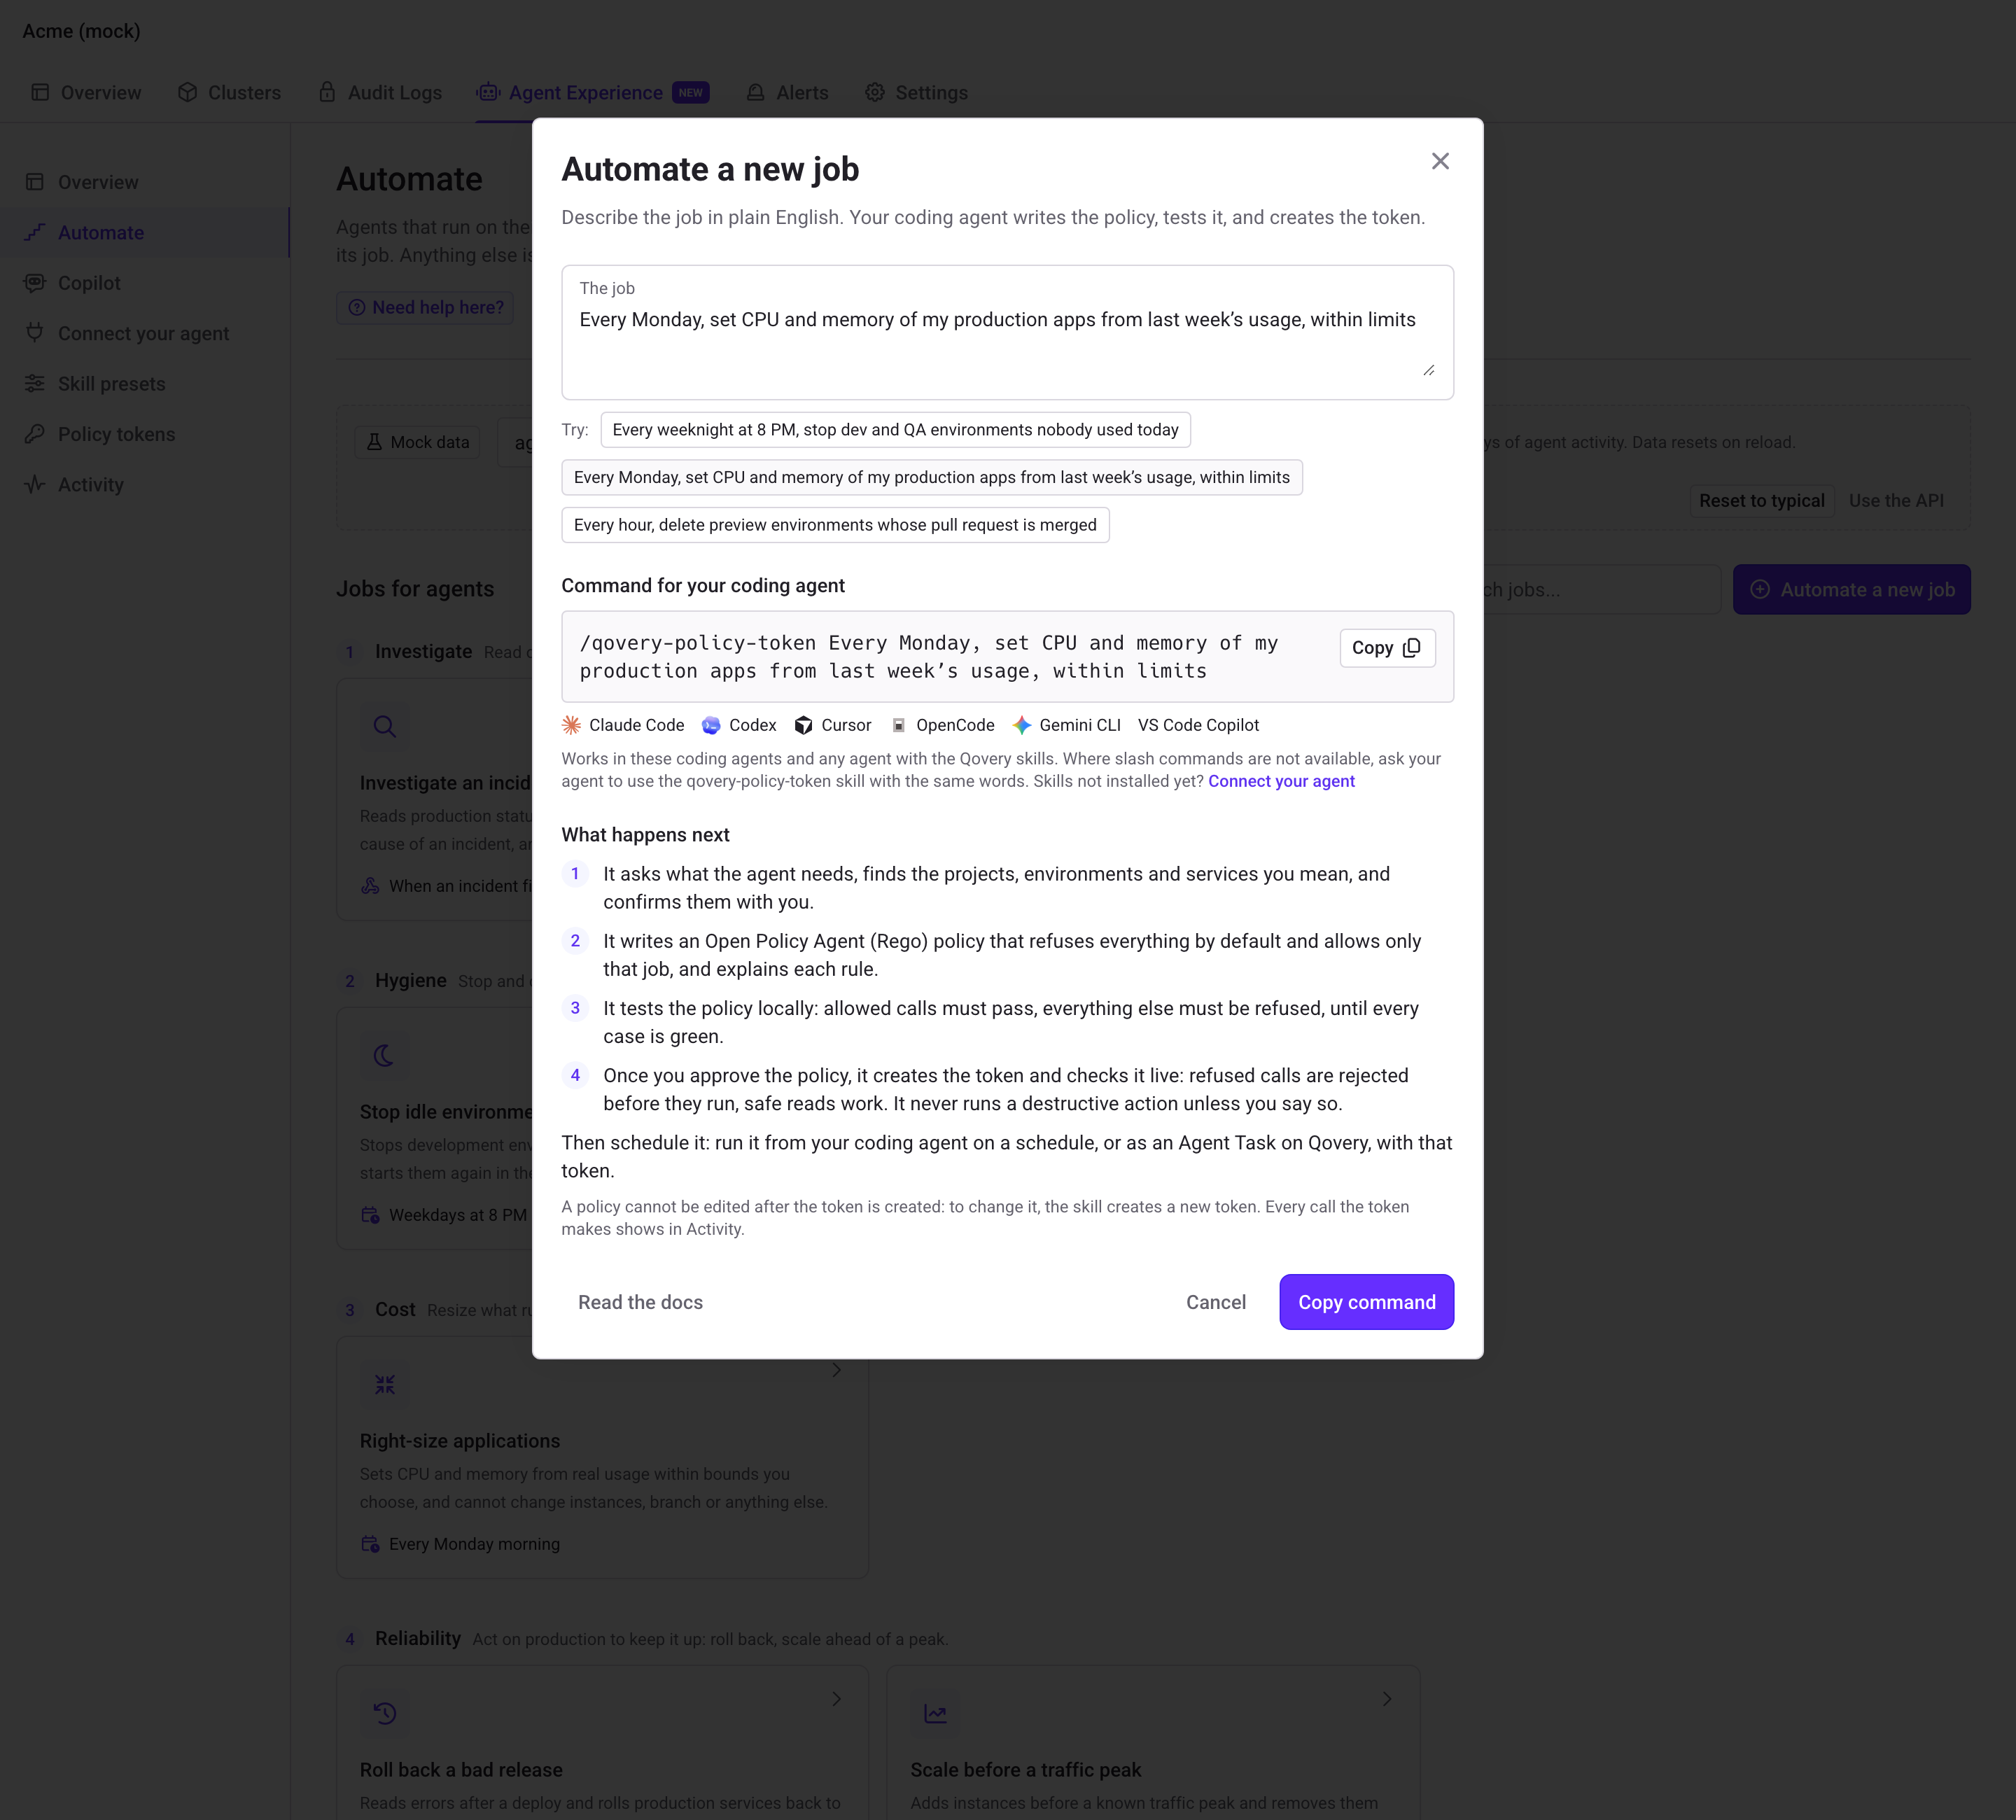 Acme (mock)
Overview
Clusters
Audit Logs
Agent Experience
NEW
Alerts
Settings
Overview
Automate
Copilot
Connect your agent
Skill presets
Policy tokens
Activity
Automate
Agents that run on the
its job. Anything else is
Need help here?
Mock data
ys of agent activity. Data resets on reload.
Reset to typical
Use the API
Jobs for agents
ch jobs...
Automate a new job
1 Investigate Read
Investigate an incid
Reads production statu
cause of an incident, a
When an incident fi
2 Hygiene Stop and
Stop idle environme
Stops development env
starts them again in the
Weekdays at 8 PM
3 Cost Resize what ru
Right-size applications
Sets CPU and memory from real usage within bounds you
choose, and cannot change instances, branch or anything else.
Every Monday morning
4 Reliability Act on production to keep it up: roll back, scale ahead of a peak.
Roll back a bad release
Reads errors after a deploy and rolls production services back to
Scale before a traffic peak
Adds instances before a known traffic peak and removes them
Automate a new job
Describe the job in plain English. Your coding agent writes the policy, tests it, and creates the token.
The job
Every Monday, set CPU and memory of my production apps from last week’s usage, within limits
Try:
Every weeknight at 8 PM, stop dev and QA environments nobody used today
Every Monday, set CPU and memory of my production apps from last week’s usage, within limits
Every hour, delete preview environments whose pull request is merged
Command for your coding agent
/qovery-policy-token Every Monday, set CPU and memory of my
production apps from last week’s usage, within limits
Copy
Claude Code
Codex
Cursor
OpenCode
Gemini CLI
VS Code Copilot
Works in these coding agents and any agent with the Qovery skills. Where slash commands are not available, ask your
agent to use the qovery-policy-token skill with the same words. Skills not installed yet? Connect your agent
What happens next
1 It asks what the agent needs, finds the projects, environments and services you mean, and
confirms them with you.
2 It writes an Open Policy Agent (Rego) policy that refuses everything by default and allows only
that job, and explains each rule.
3 It tests the policy locally: allowed calls must pass, everything else must be refused, until every
case is green.
4 Once you approve the policy, it creates the token and checks it live: refused calls are rejected
before they run, safe reads work. It never runs a destructive action unless you say so.
Then schedule it: run it from your coding agent on a schedule, or as an Agent Task on Qovery, with that
token.
A policy cannot be edited after the token is created: to change it, the skill creates a new token. Every call the token
makes shows in Activity.
Read the docs
Cancel
Copy command